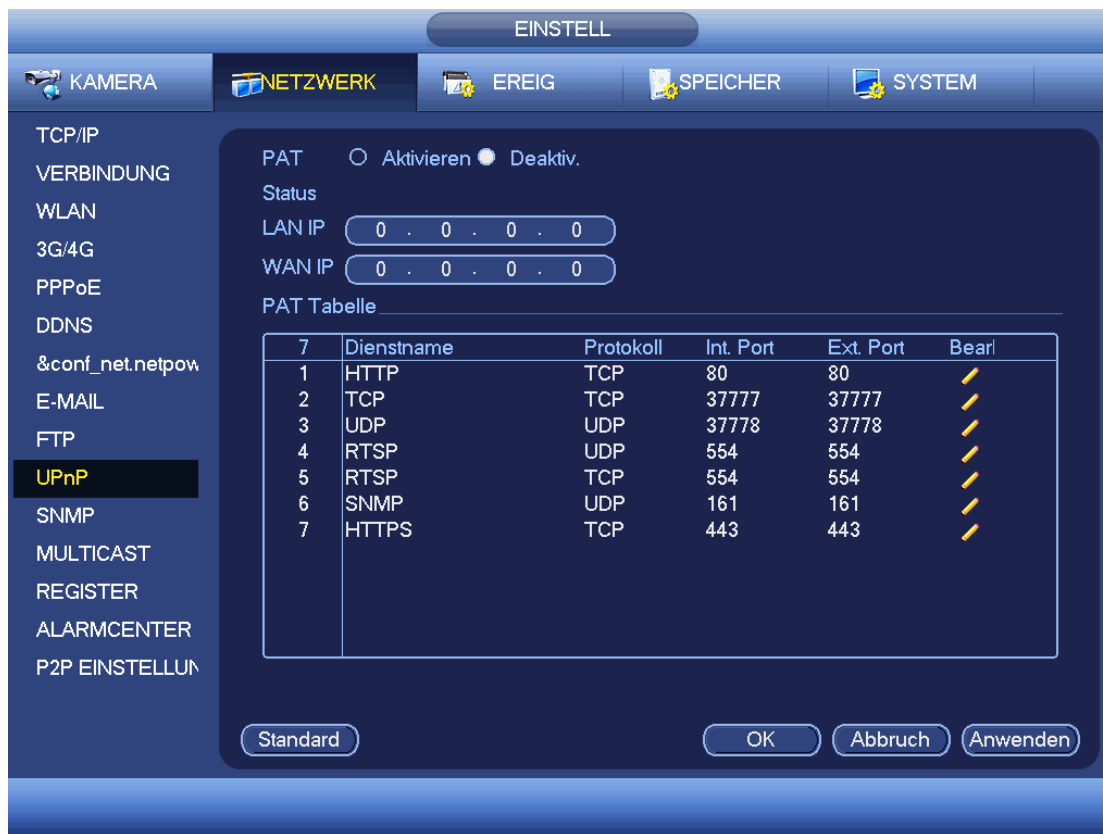 EINSTELL
KAMERA NETZWERK EREIG SPEICHER SYSTEM
TCP/IP
VERBINDUNG
WLAN
3G/4G
PPPoE
DDNS
&conf_net.netpow
E-MAIL
FTP
UPnP
SNMP
MULTICAST
REGISTER
ALARMCENTER
P2P EINSTELLUN
PAT Aktivieren Deaktiv.
Status
LAN IP 0 . 0 . 0 . 0
WAN IP 0 . 0 . 0 . 0
PAT Tabelle
7 Dienstname Protokoll Int. Port Ext. Port Bearl
1 HTTP TCP 80 80
2 TCP TCP 37777 37777
3 UDP UDP 37778 37778
4 RTSP UDP 554 554
5 RTSP TCP 554 554
6 SNMP UDP 161 161
7 HTTPS TCP 443 443
Standard OK Abbruch Anwenden